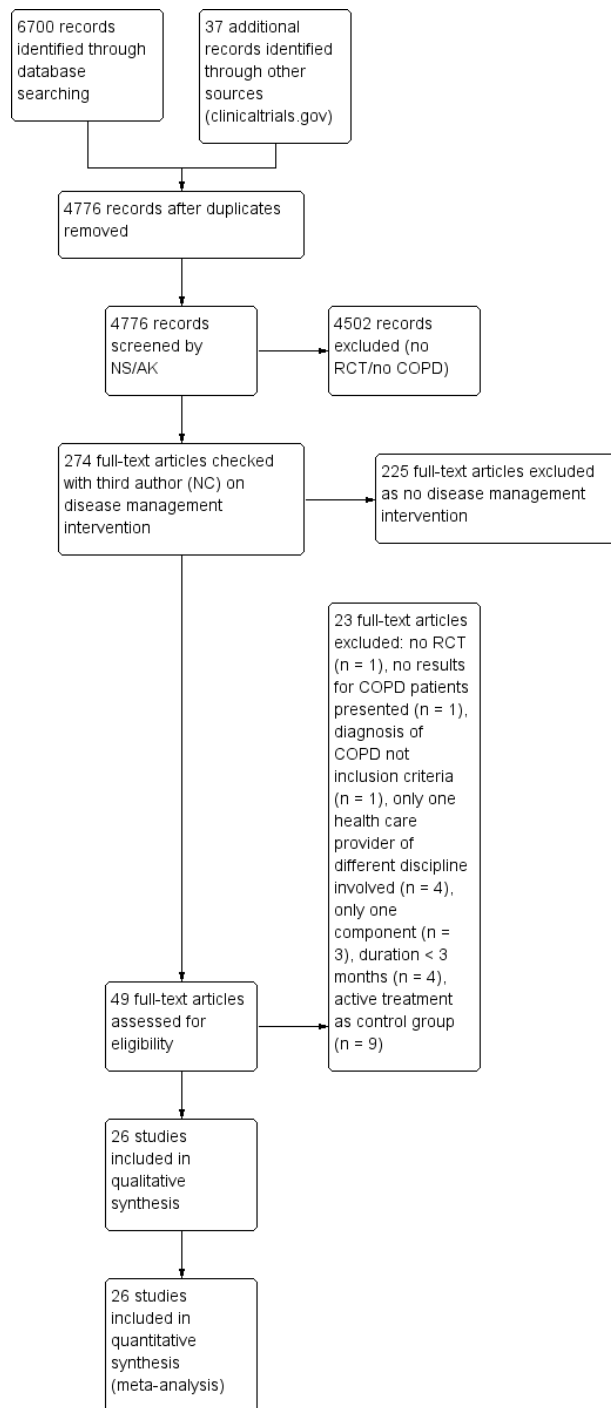 6700 records
identified through
database
searching
37 additional
records identified
through other
sources
(clinicaltrials.gov)
4776 records after duplicates
removed
4776 records
screened by
NS/AK
4502 records
excluded (no
RCT/no COPD)
274 full-text articles checked
with third author (NC) on
disease management
intervention
225 full-text articles excluded
as no disease management
intervention
23 full-text articles
excluded: no RCT
(n = 1), no results
for COPD patients
presented (n = 1),
diagnosis of
COPD not
inclusion criteria
(n = 1), only one
health care
provider of
different discipline
involved (n = 4),
only one
component (n =
3), duration < 3
months (n = 4),
active treatment
as control group
(n = 9)
49 full-text articles
assessed for
eligibility
26 studies
included in
qualitative
synthesis
26 studies
included in
quantitative
synthesis
(meta-analysis)